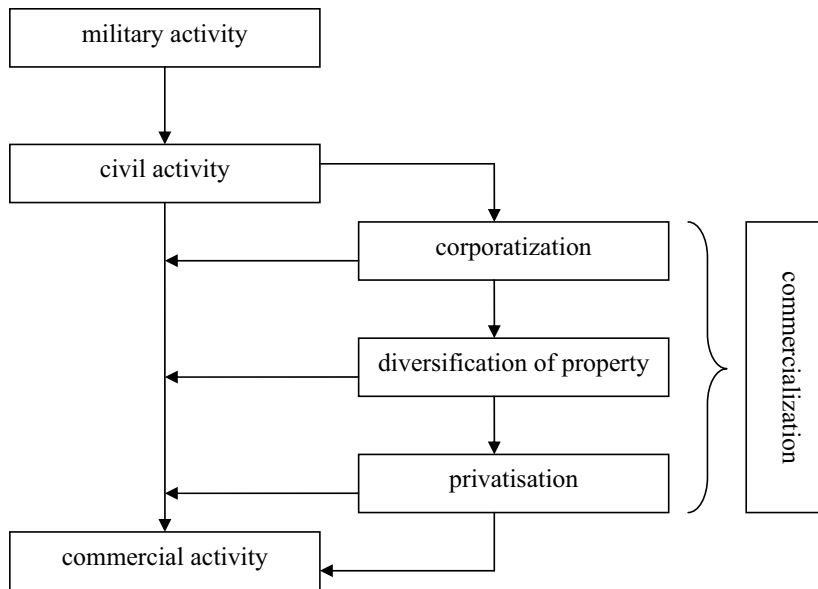 military activity
civil activity
corporatization
diversification of property
privatisation
commercial activity
commercialization